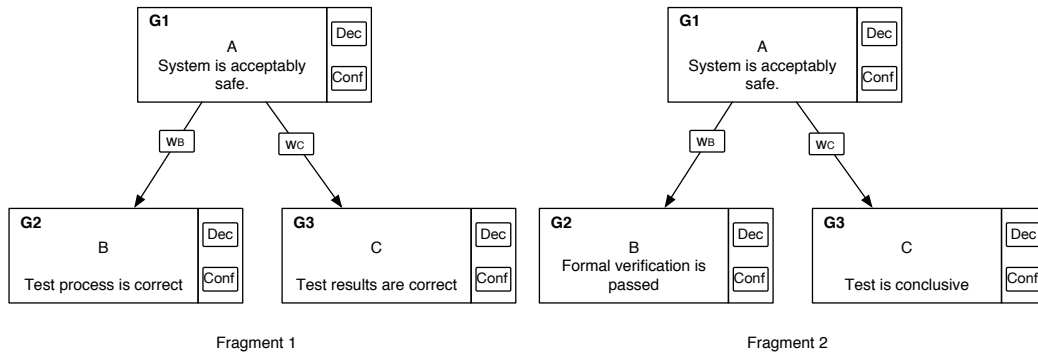 G1
A
System is acceptably
safe.
Dec
Conf
wB
wC
G2
B
Test process is correct
Dec
Conf
G3
C
Test results are correct
Dec
Conf
Fragment 1
G1
A
System is acceptably
safe.
Dec
Conf
wB
wC
G2
B
Formal verification is
passed
Dec
Conf
G3
C
Test is conclusive
Dec
Conf
Fragment 2